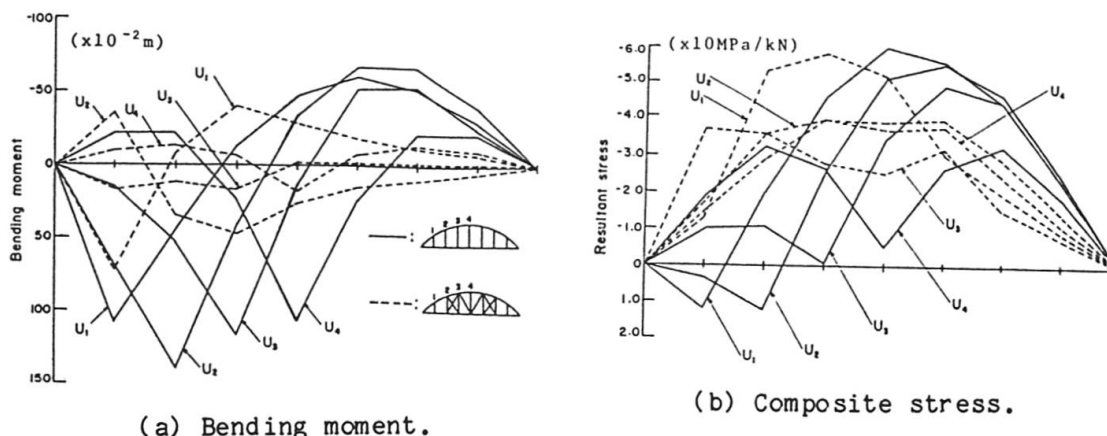 -100
(x10⁻²m)
-50
0
50
100
150
Bending moment
U₁
U₂
U₄
U₃
1 2 3 4
:
1 2 3 4
:
U₁
U₂
U₃
U₄
(a) Bending moment.
-6.0
(x10MPa/kN)
-5.0
-4.0
-3.0
-2.0
-1.0
0
1.0
2.0
Resultant stress
U₂
U₁
U₄
U₃
U₄
U₃
U₂
U₁
(b) Composite stress.